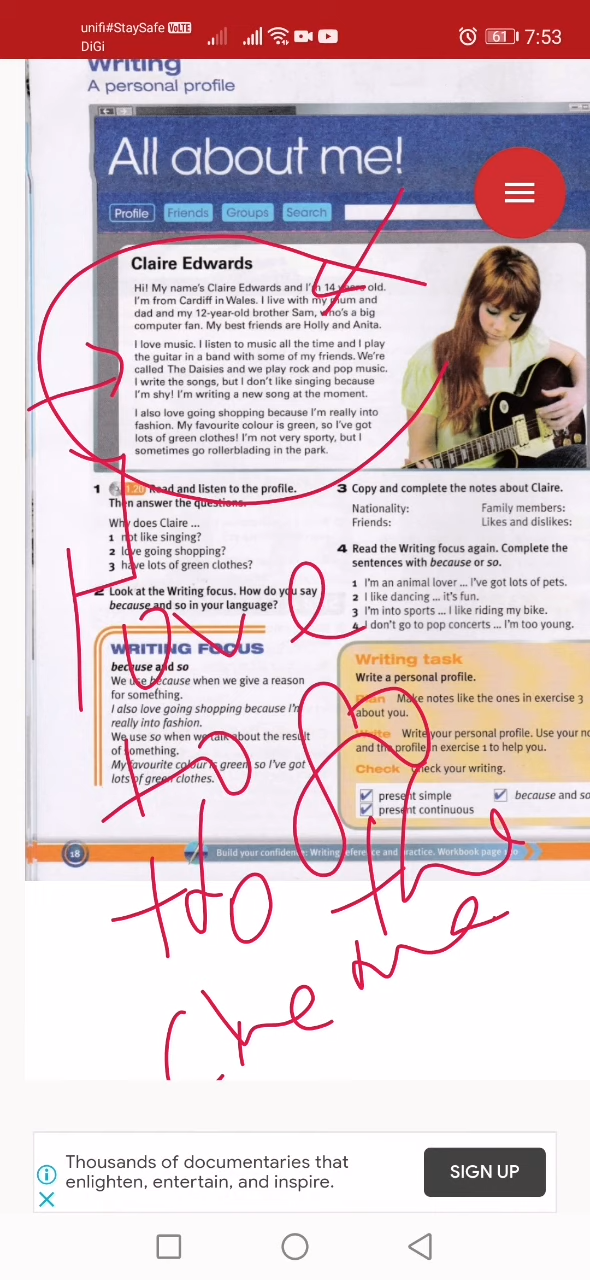 unifi#StaySafe VoLTE
DiGi
61 7:53
Writing
A personal profile
All about me!
Profile Friends Groups Search
Claire Edwards
Hi! My name's Claire Edwards and I'm 14 years old.
I'm from Cardiff in Wales. I live with my mum and
dad and my 12-year-old brother Sam, who's a big
computer fan. My best friends are Holly and Anita.
I love music. I listen to music all the time and I play
the guitar in a band with some of my friends. We're
called The Daisies and we play rock and pop music.
I write the songs, but I don't like singing because
I'm shy! I'm writing a new song at the moment.
I also love going shopping because I'm really into
fashion. My favourite colour is green, so I've got
lots of green clothes! I'm not very sporty, but I
sometimes go rollerblading in the park.
1 1.20 Read and listen to the profile.
Then answer the questions.
Why does Claire ...
1 not like singing?
2 love going shopping?
3 have lots of green clothes?
2 Look at the Writing focus. How do you say
because and so in your language?
WRITING FOCUS
because and so
We use because when we give a reason
for something.
I also love going shopping because I'm
really into fashion.
We use so when we talk about the result
of something.
My favourite colour is green, so I've got
lots of green clothes.
3 Copy and complete the notes about Claire.
Nationality: Family members:
Friends: Likes and dislikes:
4 Read the Writing focus again. Complete the
sentences with because or so.
1 I'm an animal lover ... I've got lots of pets.
2 I like dancing ... it's fun.
3 I'm into sports ... I like riding my bike.
4 I don't go to pop concerts ... I'm too young.
Writing task
Write a personal profile.
Plan Make notes like the ones in exercise 3
about you.
Write Write your personal profile. Use your
and the profile in exercise 1 to help you.
Check Check your writing.
present simple because and so
present continuous
18 Build your confidence: Writing reference and practice. Workbook page
I love
to go
to the
Thousands of documentaries that
enlighten, entertain, and inspire.
SIGN UP